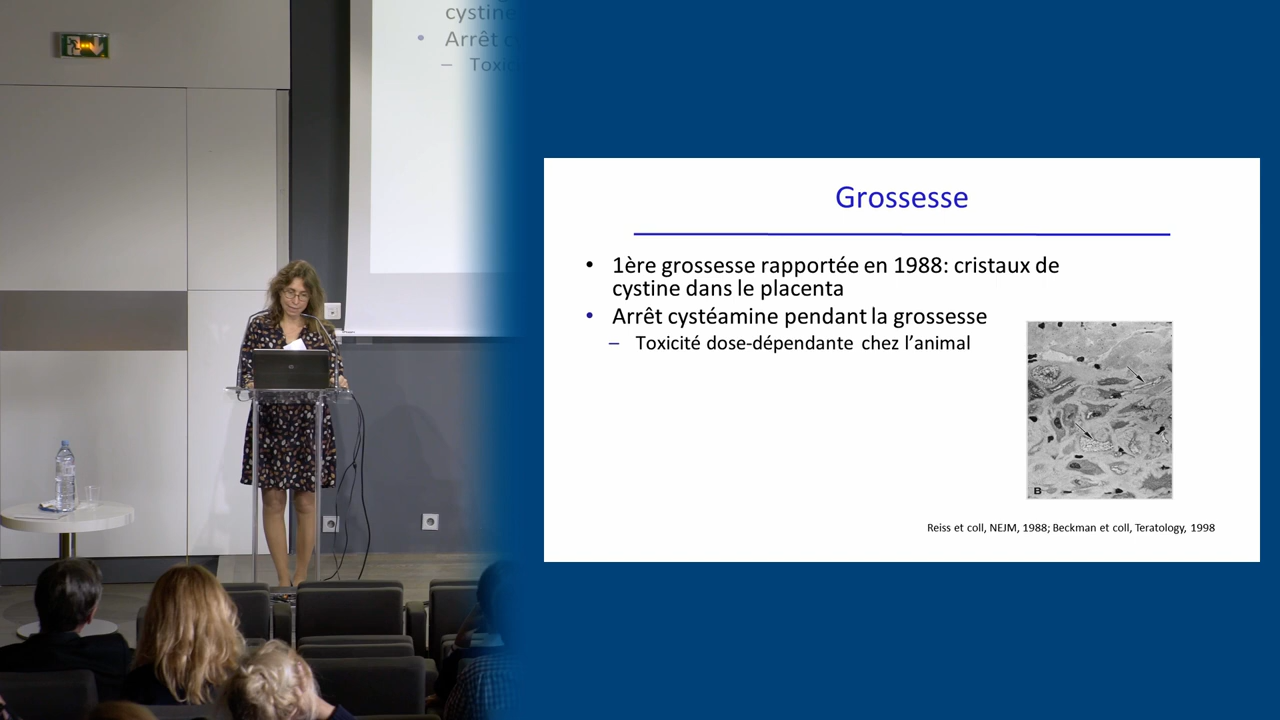 cystine
Arrêt c
– Toxic
Grossesse
• 1ère grossesse rapportée en 1988: cristaux de
cystine dans le placenta
• Arrêt cystéamine pendant la grossesse
– Toxicité dose-dépendante chez l’animal
B
Reiss et coll, NEJM, 1988; Beckman et coll, Teratology, 1998